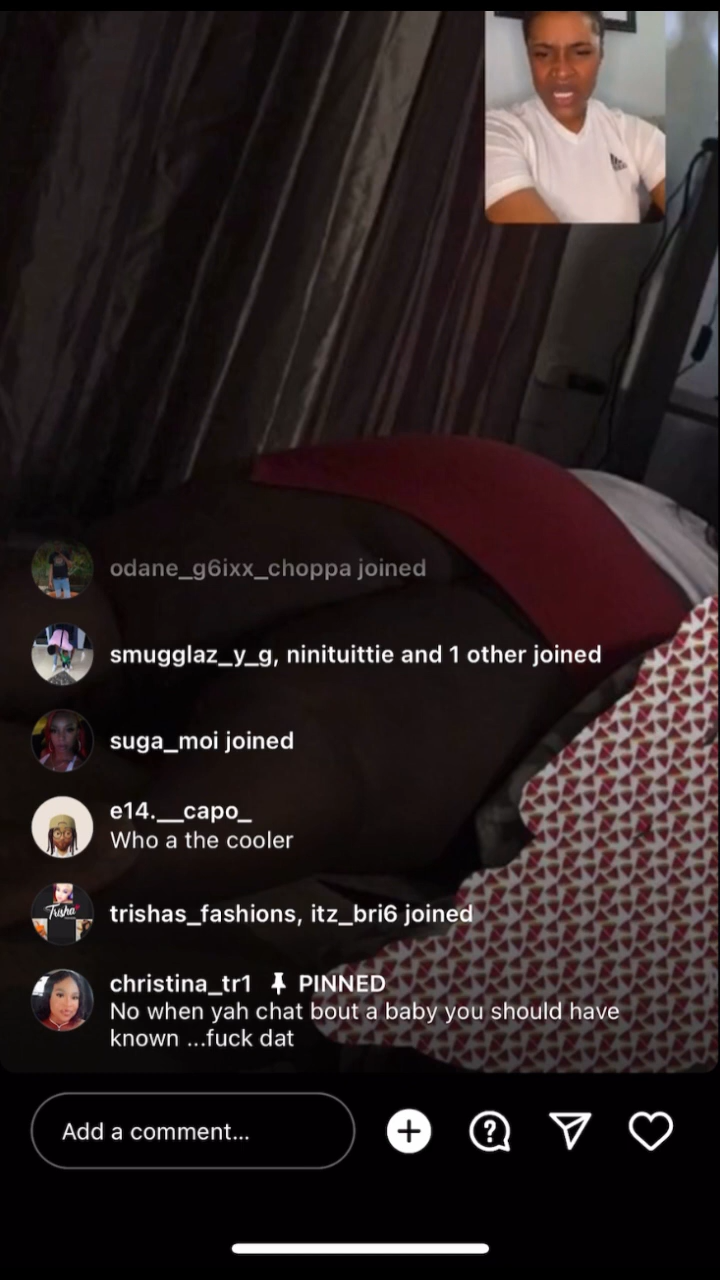 odane_g6ixx_choppa joined
smugglaz_y_g, ninituittie and 1 other joined
suga_moi joined
e14.__capo_
Who a the cooler
Trisha
trishas_fashions, itz_bri6 joined
christina_tr1 PINNED
No when yah chat bout a baby you should have
known ...fuck dat
Add a comment...